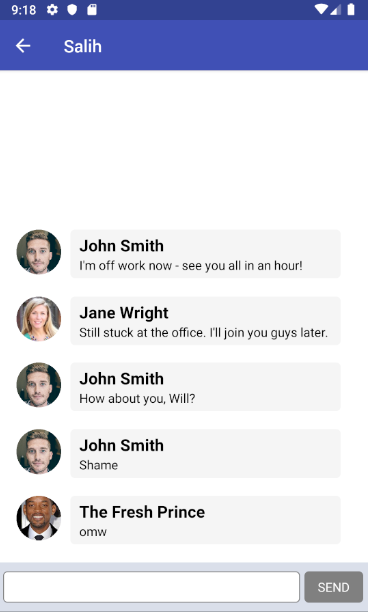 9:18
Salih
John Smith
I'm off work now - see you all in an hour!
Jane Wright
Still stuck at the office. I'll join you guys later.
John Smith
How about you, Will?
John Smith
Shame
The Fresh Prince
omw
SEND